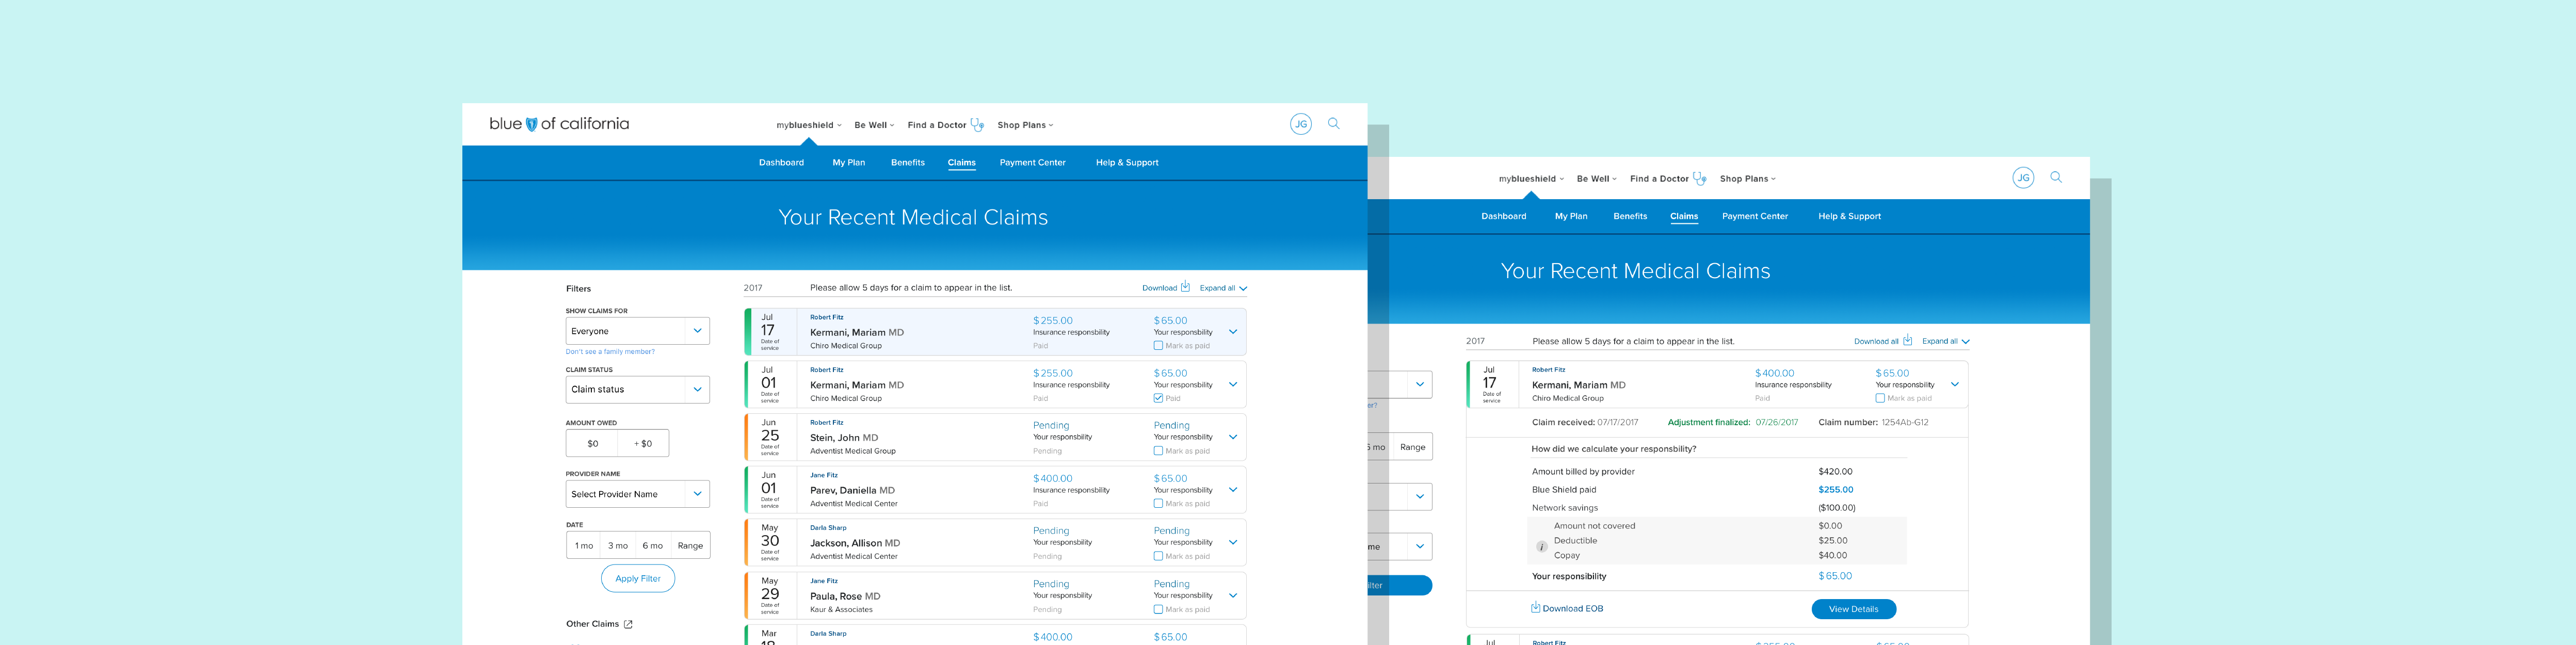 blue of california
myblueshield Be Well Find a Doctor Shop Plans
JG
Dashboard My Plan Benefits Claims Payment Center Help & Support
Your Recent Medical Claims
Filters
SHOW CLAIMS FOR
Everyone
Don't see a family member?
CLAIM STATUS
Claim status
AMOUNT OWED
$0 + $0
PROVIDER NAME
Select Provider Name
DATE
1 mo 3 mo 6 mo Range
Apply Filter
Other Claims
2017 Please allow 5 days for a claim to appear in the list. Download Expand all
Jul
17
Date of
service
Robert Fitz
Kermani, Mariam MD
Chiro Medical Group
$255.00
Insurance responsbility
Paid
$65.00
Your responsbility
Mark as paid
Jul
01
Date of
service
Robert Fitz
Kermani, Mariam MD
Chiro Medical Group
$255.00
Insurance responsbility
Paid
$65.00
Your responsbility
Paid
Jun
25
Date of
service
Robert Fitz
Stein, John MD
Adventist Medical Group
Pending
Your responsbility
Pending
Pending
Your responsbility
Mark as paid
Jun
01
Date of
service
Jane Fitz
Parev, Daniella MD
Adventist Medical Center
$400.00
Insurance responsbility
Paid
$65.00
Your responsbility
Mark as paid
May
30
Date of
service
Darla Sharp
Jackson, Allison MD
Adventist Medical Center
Pending
Your responsbility
Pending
Pending
Your responsbility
Mark as paid
May
29
Date of
service
Jane Fitz
Paula, Rose MD
Kaur & Associates
Pending
Your responsbility
Pending
Pending
Your responsbility
Mark as paid
Mar
Darla Sharp
$400.00
$65.00
myblueshield Be Well Find a Doctor Shop Plans
JG
Dashboard My Plan Benefits Claims Payment Center Help & Support
Your Recent Medical Claims
er?
mo Range
me
ilter
2017 Please allow 5 days for a claim to appear in the list. Download all Expand all
Jul
17
Date of
service
Robert Fitz
Kermani, Mariam MD
Chiro Medical Group
$400.00
Insurance responsbility
Paid
$65.00
Your responsbility
Mark as paid
Claim received: 07/17/2017 Adjustment finalized: 07/26/2017 Claim number: 1254Ab-G12
How did we calculate your responsbility?
Amount billed by provider $420.00
Blue Shield paid $255.00
Network savings ($100.00)
Amount not covered $0.00
Deductible $25.00
Copay $40.00
Your responsibility $65.00
Download EOB
View Details
Jul
Robert Fitz